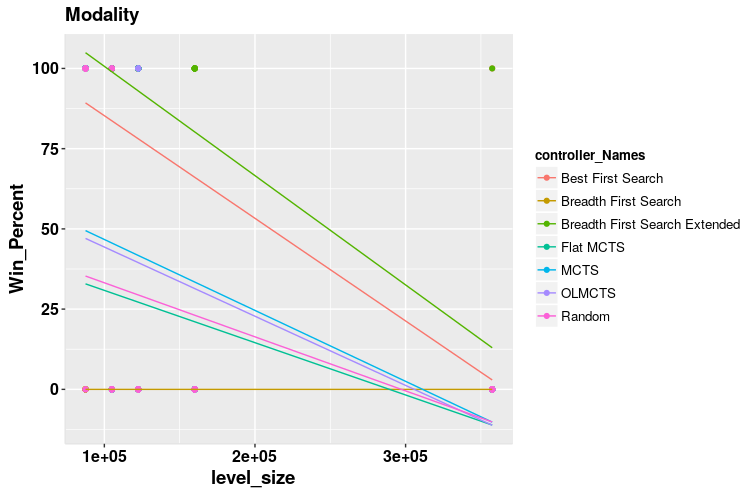 Modality
Win_Percent
100
75
50
25
0
1e+05
2e+05
3e+05
level_size
controller_Names
Best First Search
Breadth First Search
Breadth First Search Extended
Flat MCTS
MCTS
OLMCTS
Random